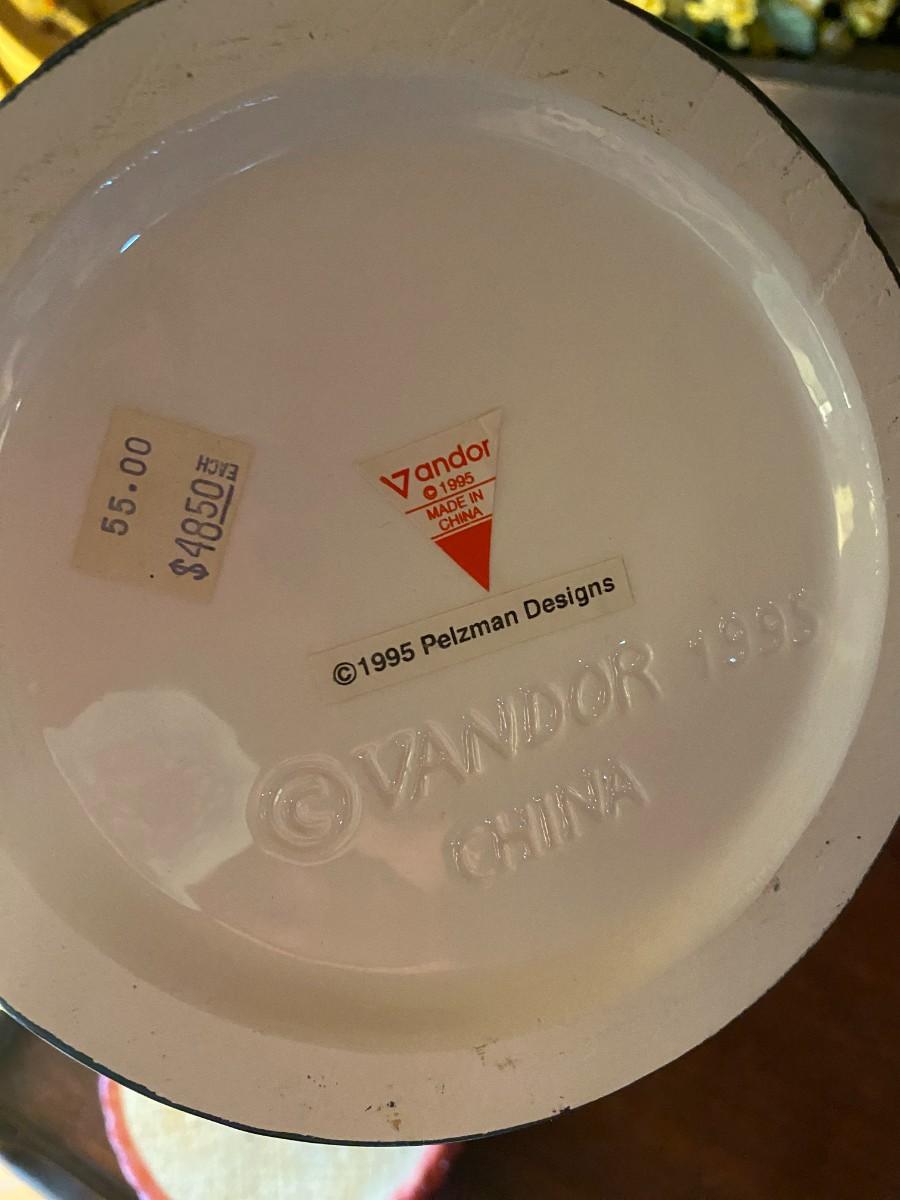 55.00
$4850 EACH
Vandor
©1995
MADE IN
CHINA
©1995 Pelzman Designs
©VANDOR 1995
CHINA